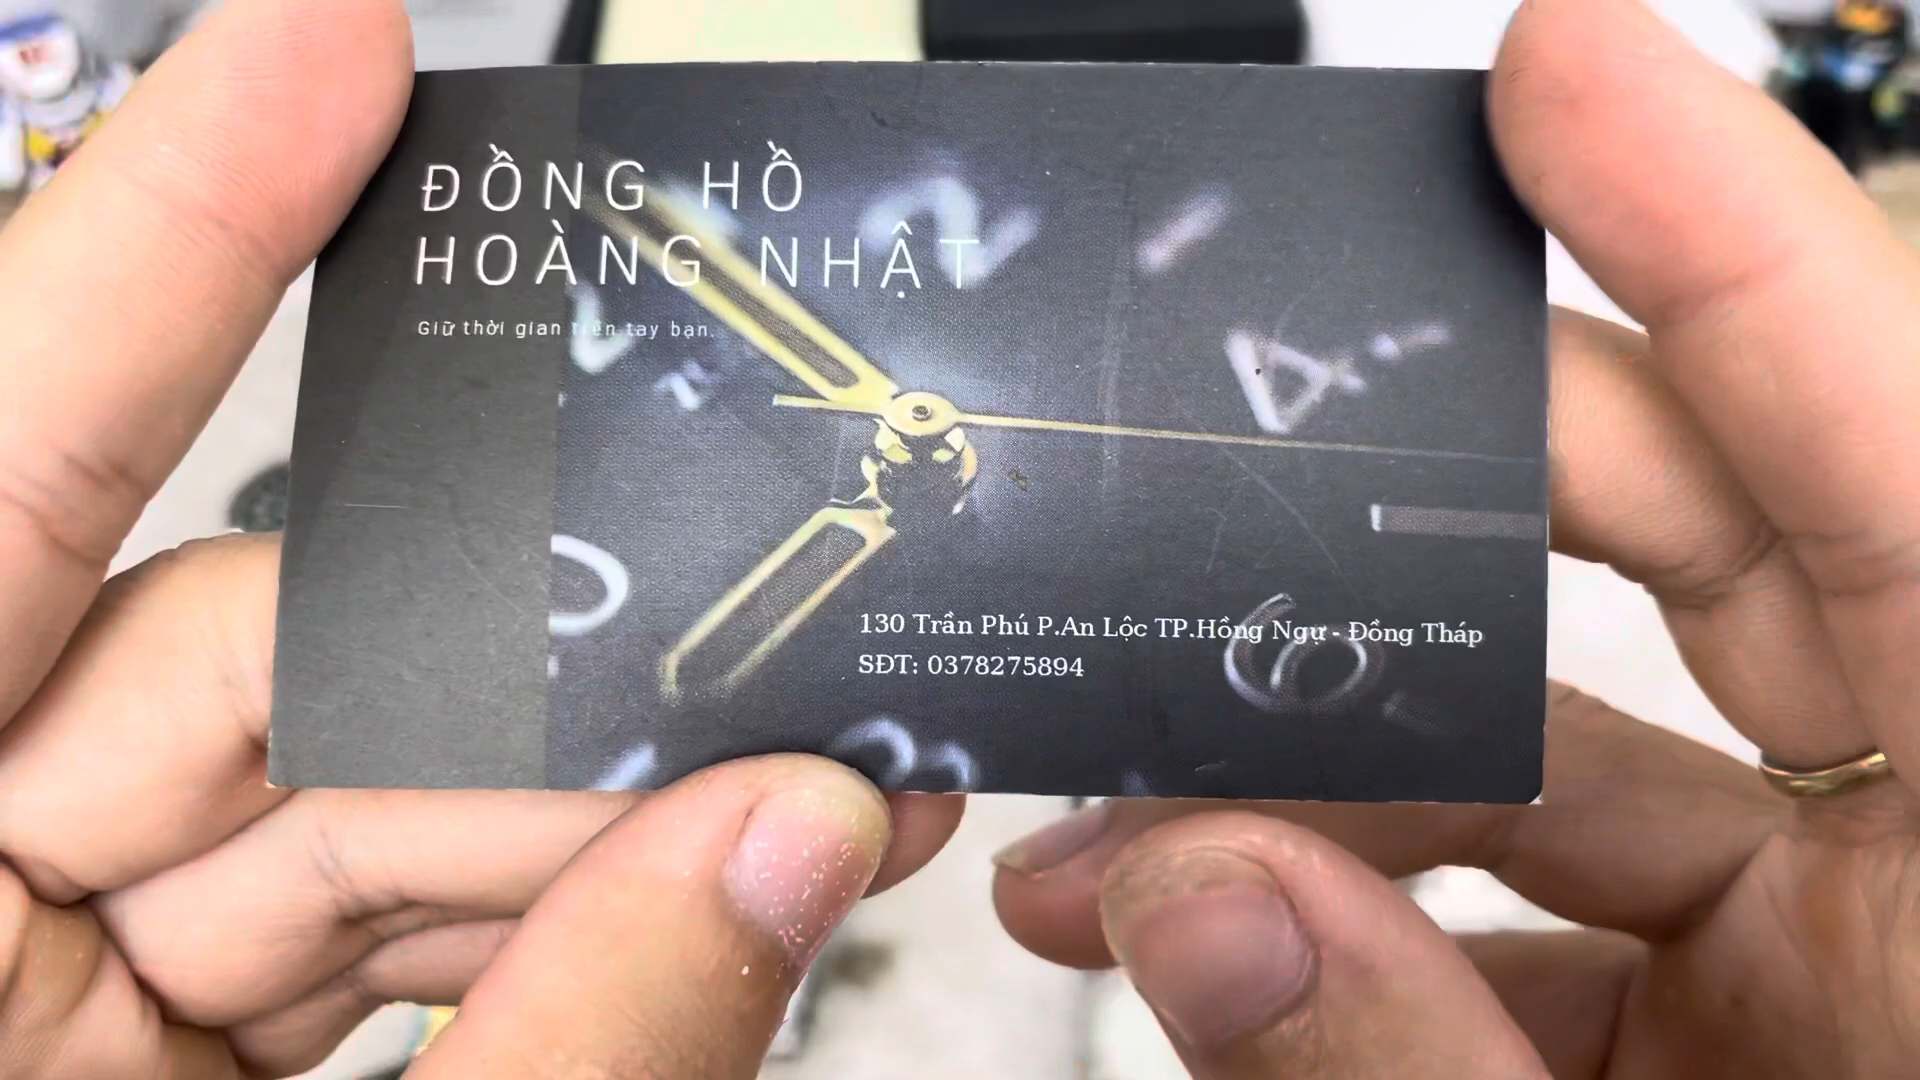 ĐỒNG HỒ
HOÀNG NHẬT
Giữ thời gian trên tay bạn.
130 Trần Phú P.An Lộc TP.Hồng Ngự - Đồng Tháp
SĐT: 0378275894